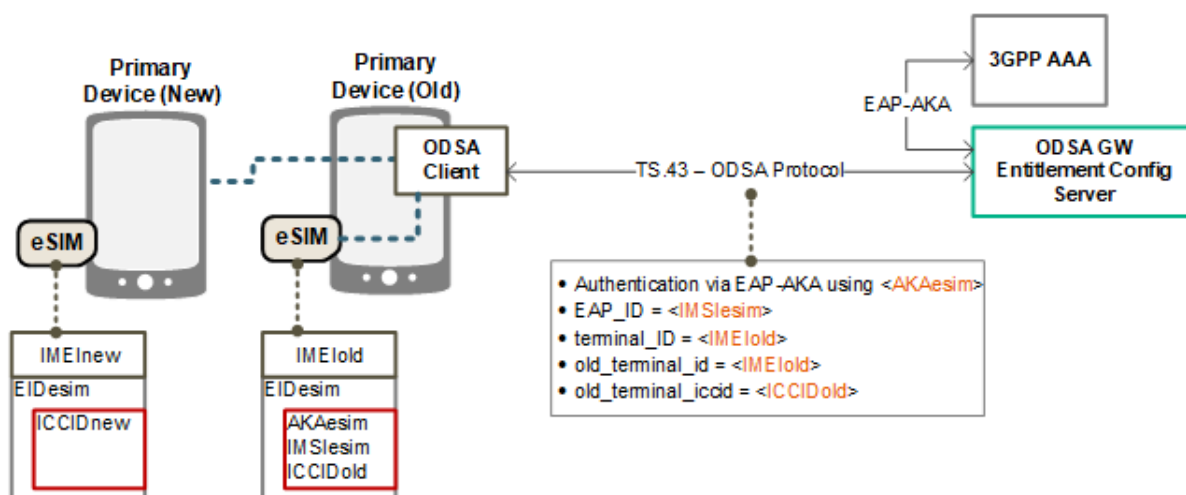 Primary
Device (New)
Primary
Device (Old)
3GPP AAA
EAP-AKA
ODSA
Client
TS.43 – ODSA Protocol
ODSA GW
Entitlement Config
Server
eSIM
eSIM
• Authentication via EAP-AKA using <AKAesim>
• EAP_ID = <IMSIesim>
• terminal_ID = <IMEIold>
• old_terminal_id = <IMEIold>
• old_terminal_iccid = <ICCIDold>
IMEInew
EIDesim
ICCIDnew
IMEIold
EIDesim
AKAesim
IMSIesim
ICCIDold